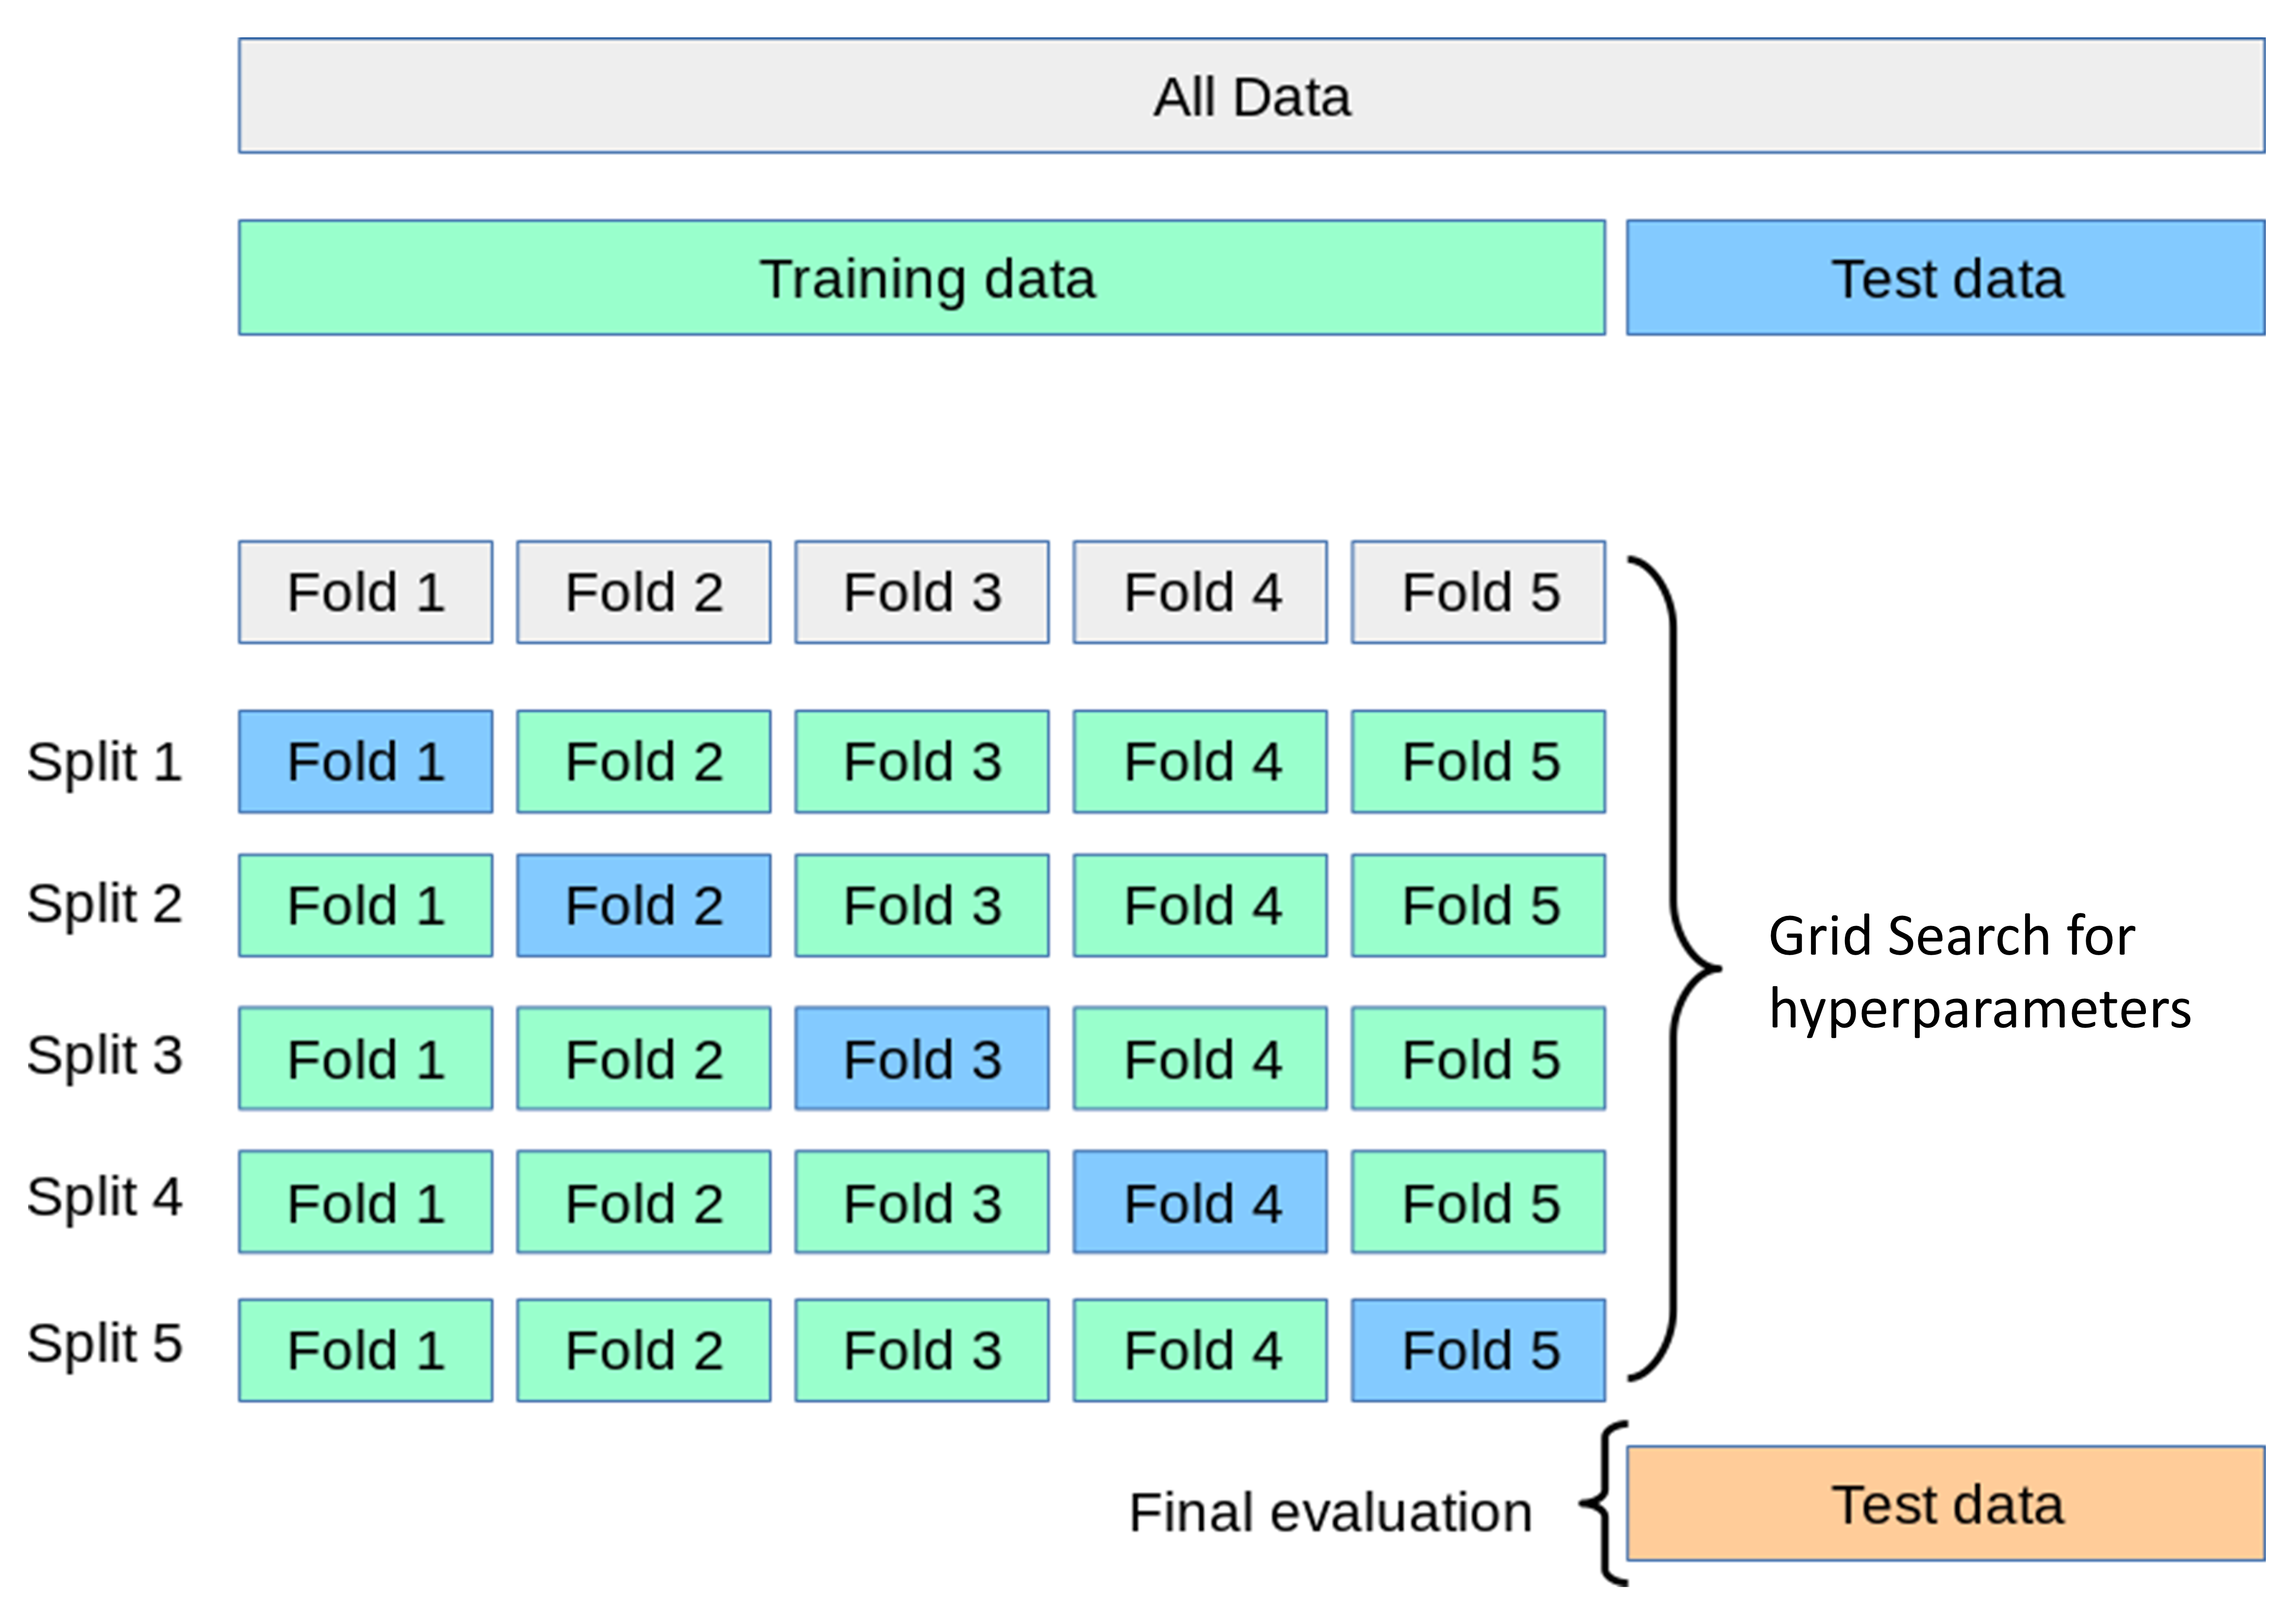 All Data
Training data Test data
Fold 1 Fold 2 Fold 3 Fold 4 Fold 5
Split 1 Fold 1 Fold 2 Fold 3 Fold 4 Fold 5
Split 2 Fold 1 Fold 2 Fold 3 Fold 4 Fold 5
Grid Search for
hyperparameters
Split 3 Fold 1 Fold 2 Fold 3 Fold 4 Fold 5
Split 4 Fold 1 Fold 2 Fold 3 Fold 4 Fold 5
Split 5 Fold 1 Fold 2 Fold 3 Fold 4 Fold 5
Final evaluation Test data